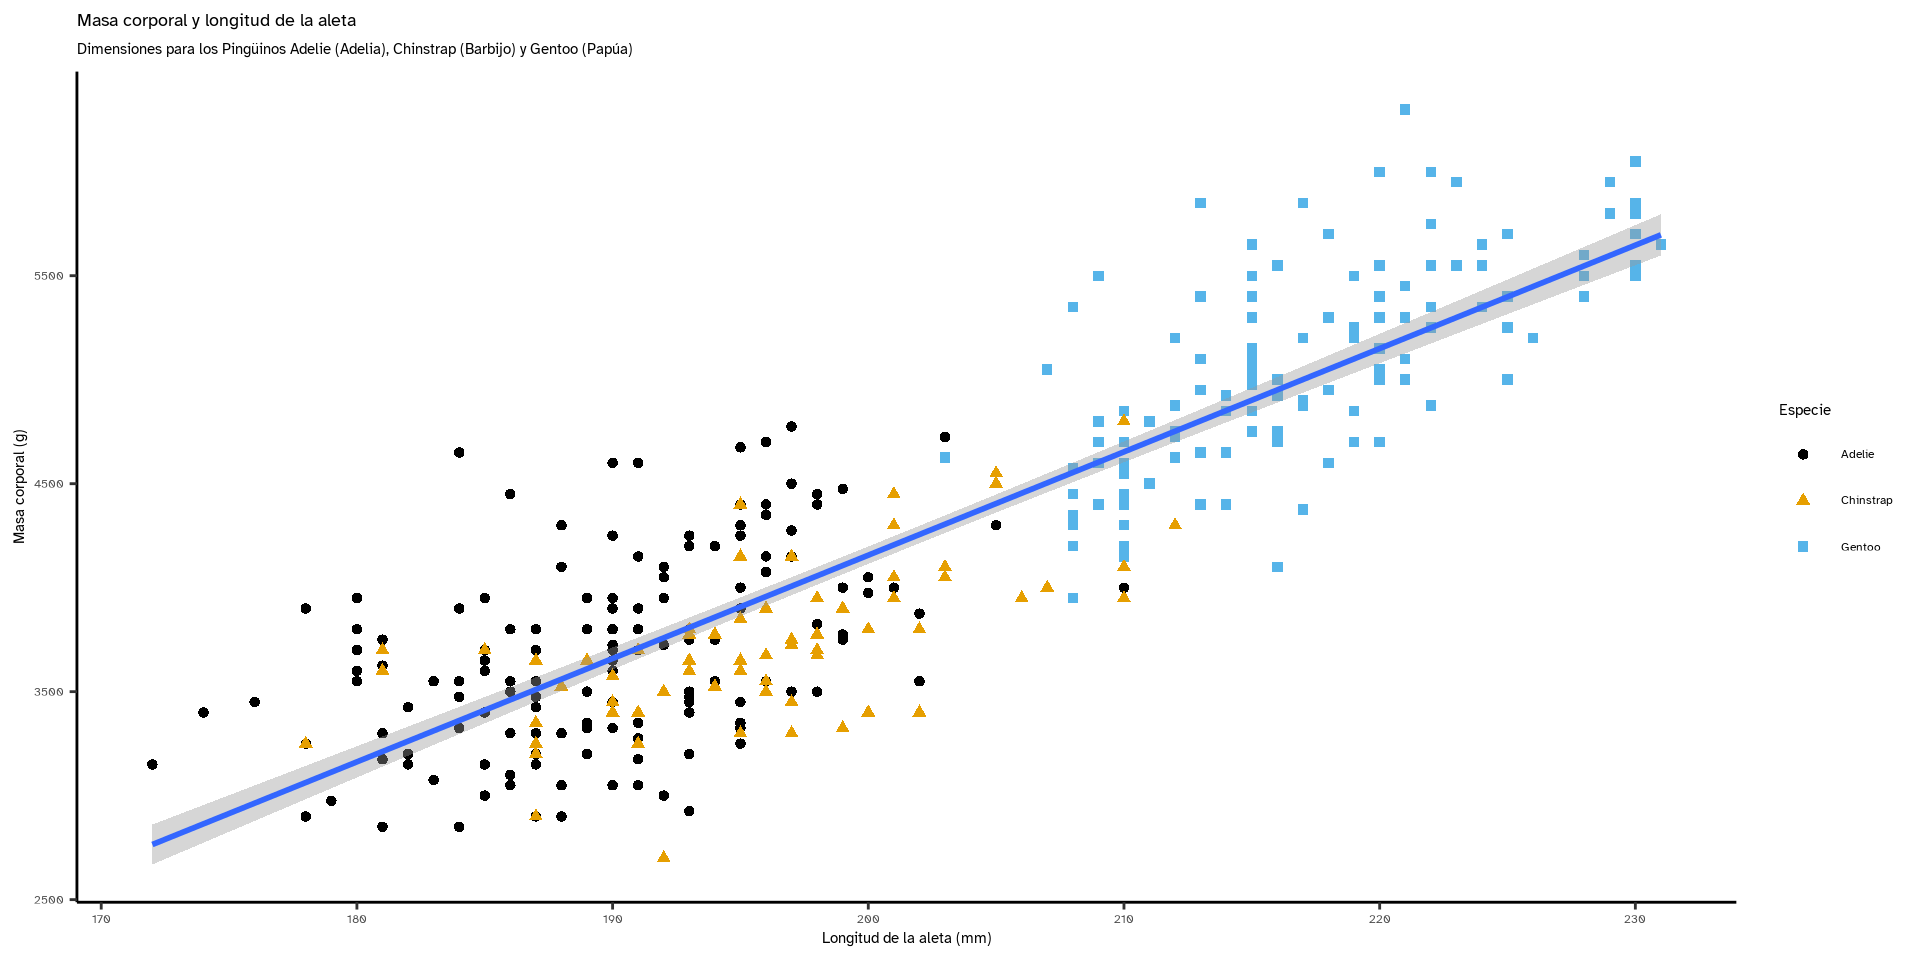 Masa corporal y longitud de la aleta
Dimensiones para los Pingüinos Adelie (Adelia), Chinstrap (Barbijo) y Gentoo (Papúa)
Masa corporal (g)
5500
4500
3500
2500
170 180 190 200 210 220 230
Longitud de la aleta (mm)
Especie
Adelie
Chinstrap
Gentoo